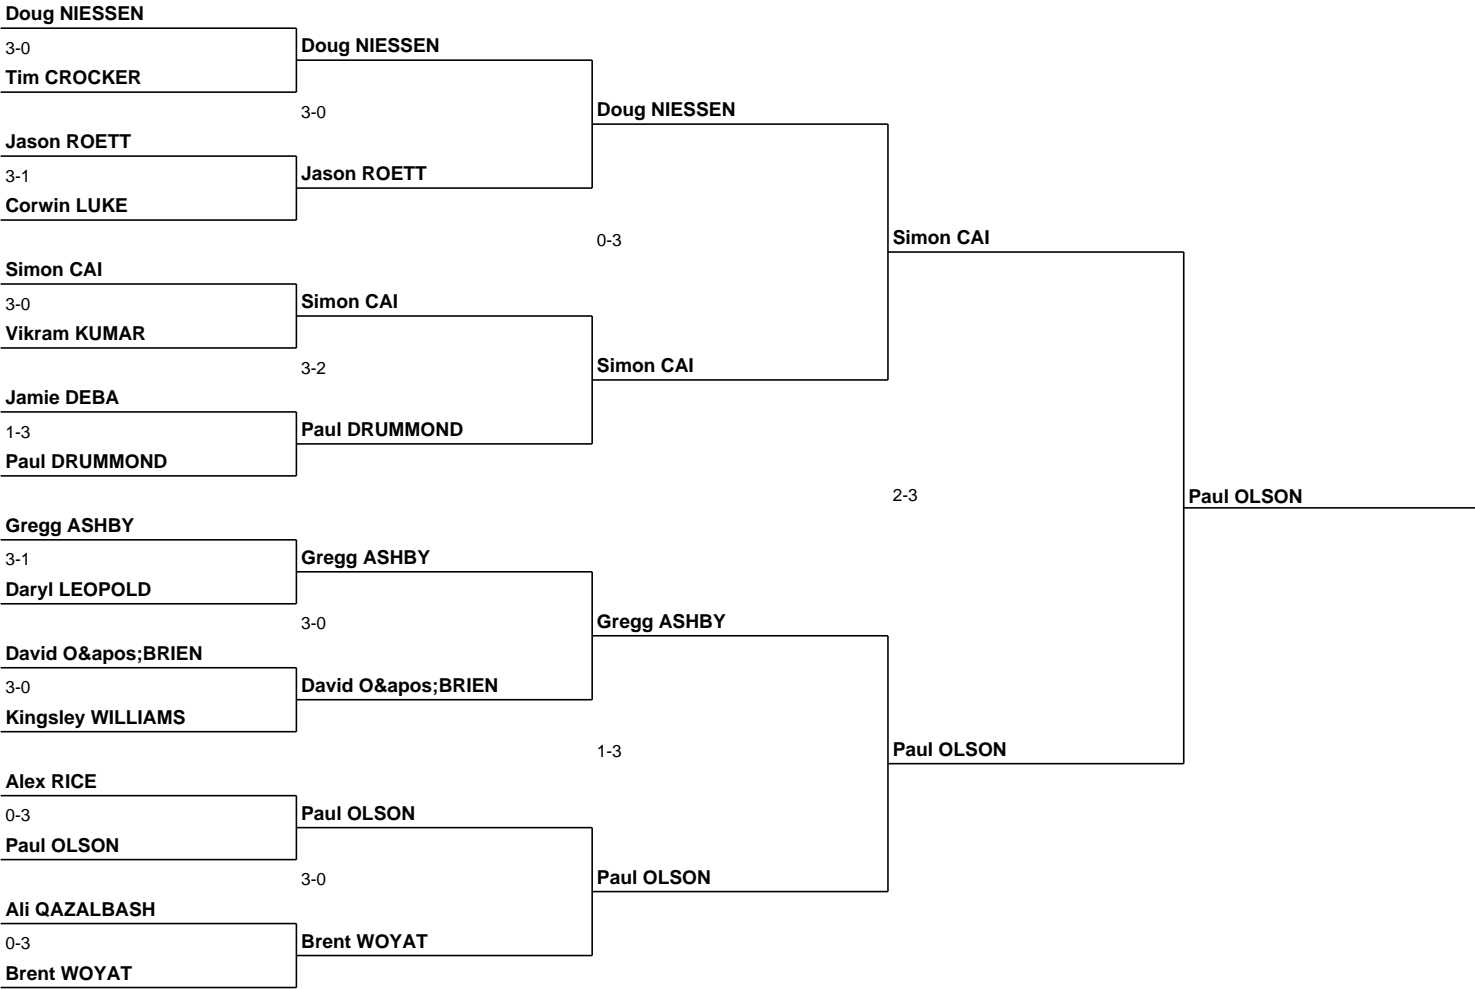 Doug NIESSEN
3-0
Tim CROCKER
Jason ROETT
3-1
Corwin LUKE
Simon CAI
3-0
Vikram KUMAR
Jamie DEBA
1-3
Paul DRUMMOND
Gregg ASHBY
3-1
Daryl LEOPOLD
David O&apos;BRIEN
3-0
Kingsley WILLIAMS
Alex RICE
0-3
Paul OLSON
Ali QAZALBASH
0-3
Brent WOYAT
Doug NIESSEN
3-0
Jason ROETT
Simon CAI
3-2
Paul DRUMMOND
Gregg ASHBY
3-0
David O&apos;BRIEN
Paul OLSON
3-0
Brent WOYAT
Doug NIESSEN
0-3
Simon CAI
Gregg ASHBY
1-3
Paul OLSON
Simon CAI
2-3
Paul OLSON
Paul OLSON